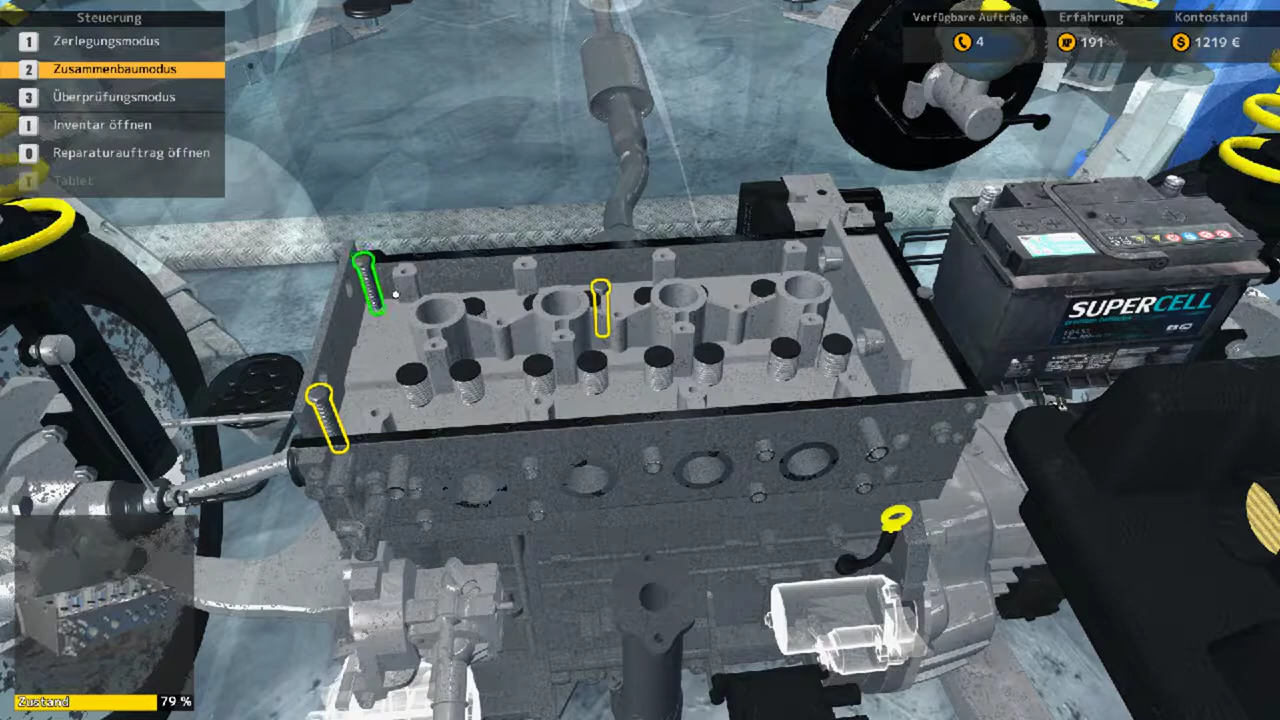 Steuerung
1 Zerlegungsmodus
2 Zusammenbaumodus
3 Überprüfungsmodus
I Inventar öffnen
O Reparaturauftrag öffnen
T Tablet
Verfügbare Aufträge
4
Erfahrung
XP 191
Kontostand
$ 1219 €
SUPERCELL
Zustand
79 %